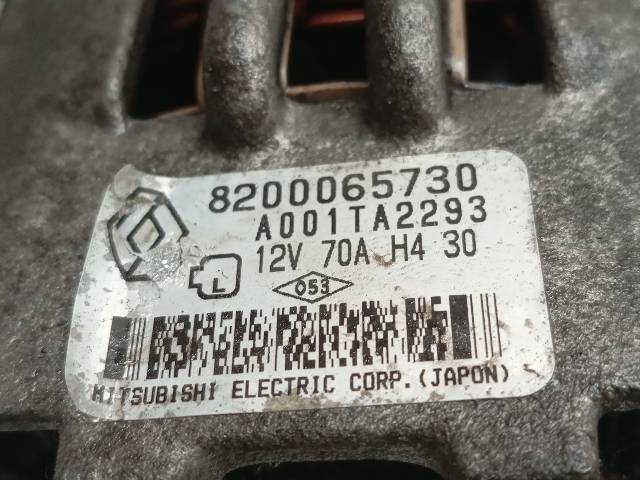 8200065730
A001TA2293
12V 70A H4 30
L
053
MITSUBISHI ELECTRIC CORP.(JAPON)